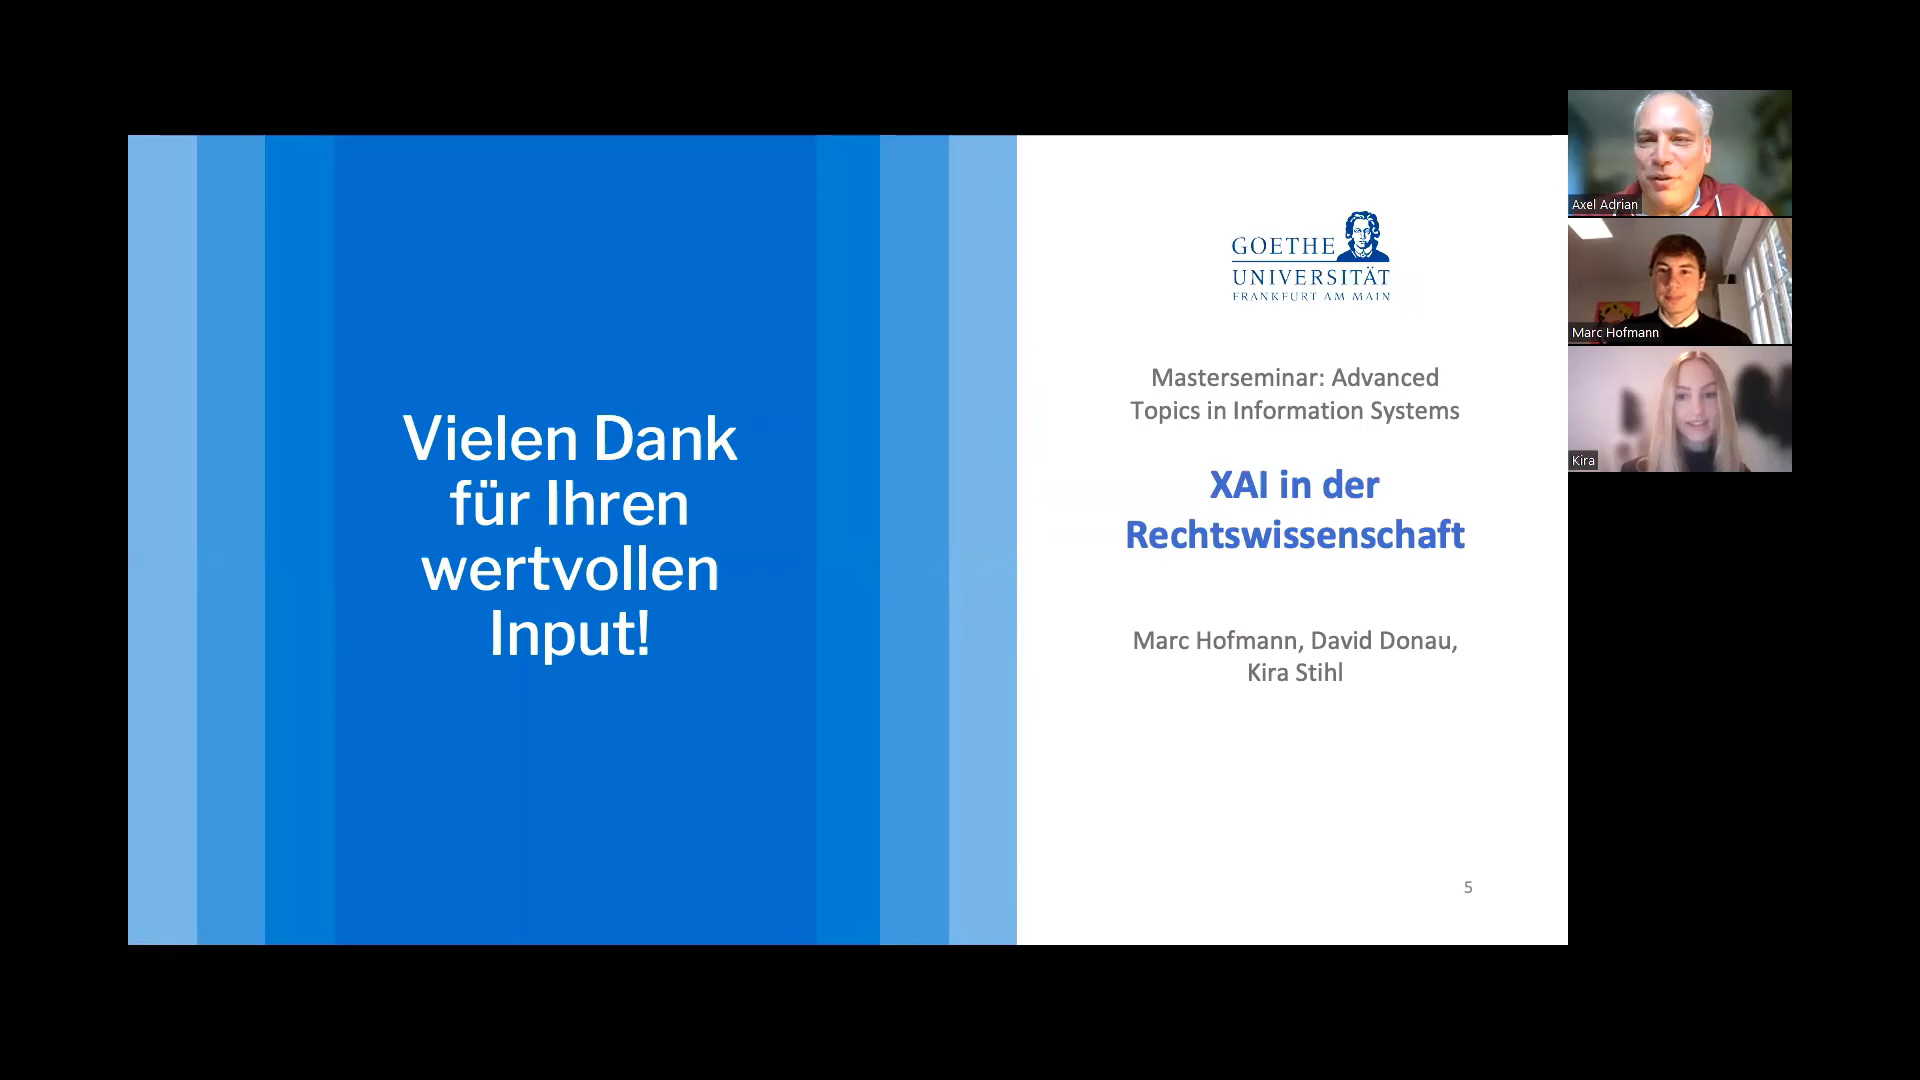 Vielen Dank
für Ihren
wertvollen
Input!
GOETHE
UNIVERSITÄT
FRANKFURT AM MAIN
Masterseminar: Advanced
Topics in Information Systems
XAI in der
Rechtswissenschaft
Marc Hofmann, David Donau,
Kira Stihl
5
Axel Adrian
Marc Hofmann
Kira